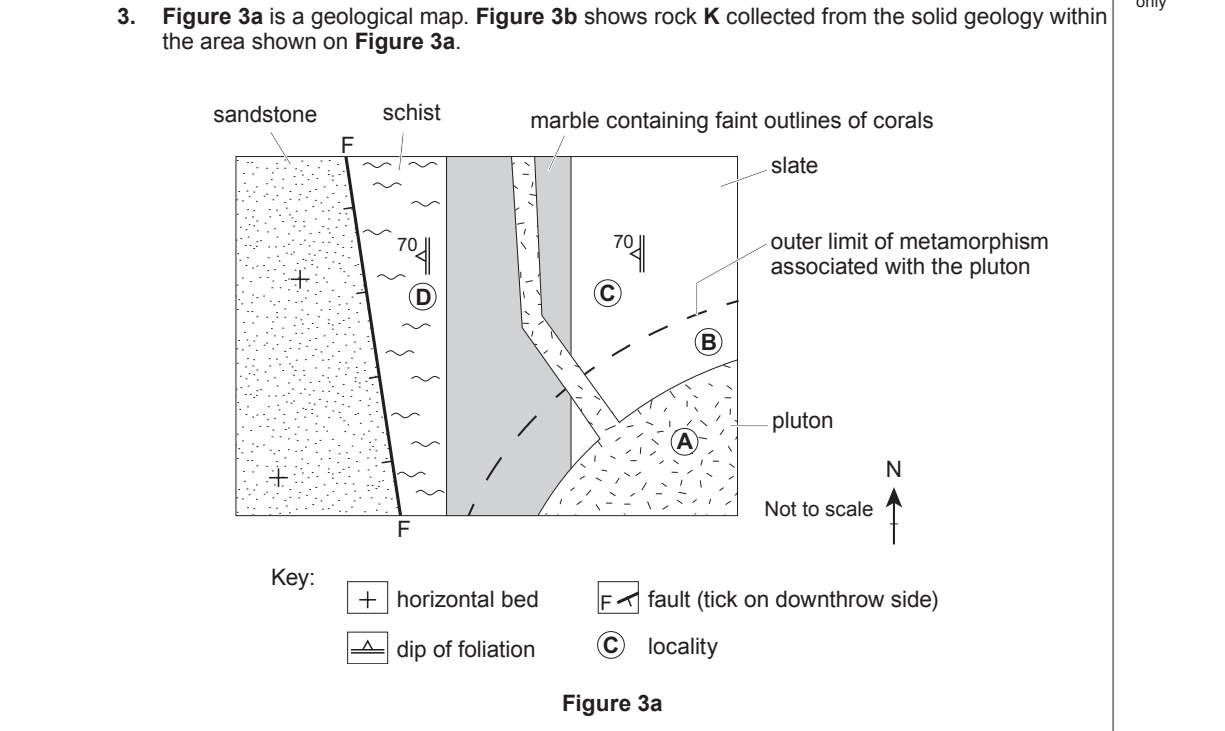 only
3. Figure 3a is a geological map. Figure 3b shows rock K collected from the solid geology within
the area shown on Figure 3a.
sandstone
schist
marble containing faint outlines of corals
F
slate
70
70
outer limit of metamorphism
associated with the pluton
D
C
B
pluton
A
N
Not to scale
F
Key:
horizontal bed
F fault (tick on downthrow side)
dip of foliation
C locality
Figure 3a